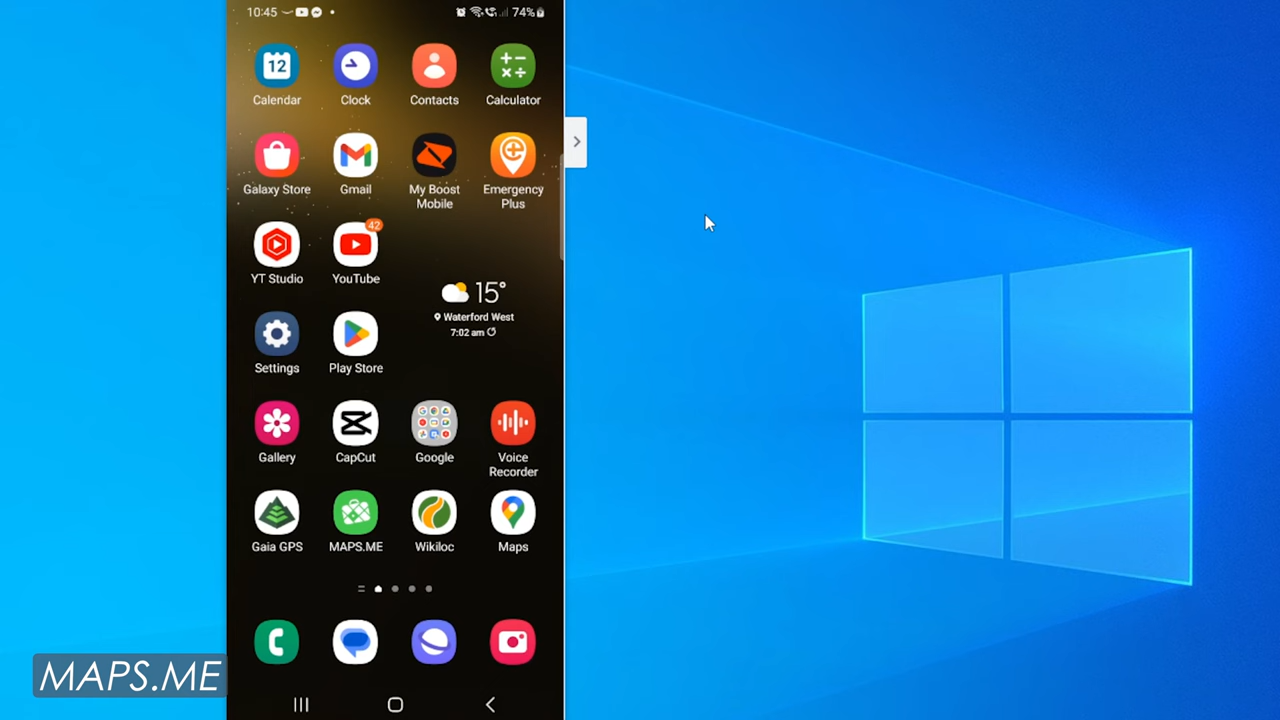 10:45
74%
12
Calendar
Clock
Contacts
Calculator
Galaxy Store
Gmail
My Boost
Mobile
Emergency
Plus
42
YT Studio
YouTube
15°
Waterford West
7:02 am
Settings
Play Store
Gallery
CapCut
Google
Voice
Recorder
Gaia GPS
MAPS.ME
Wikiloc
Maps
MAPS.ME